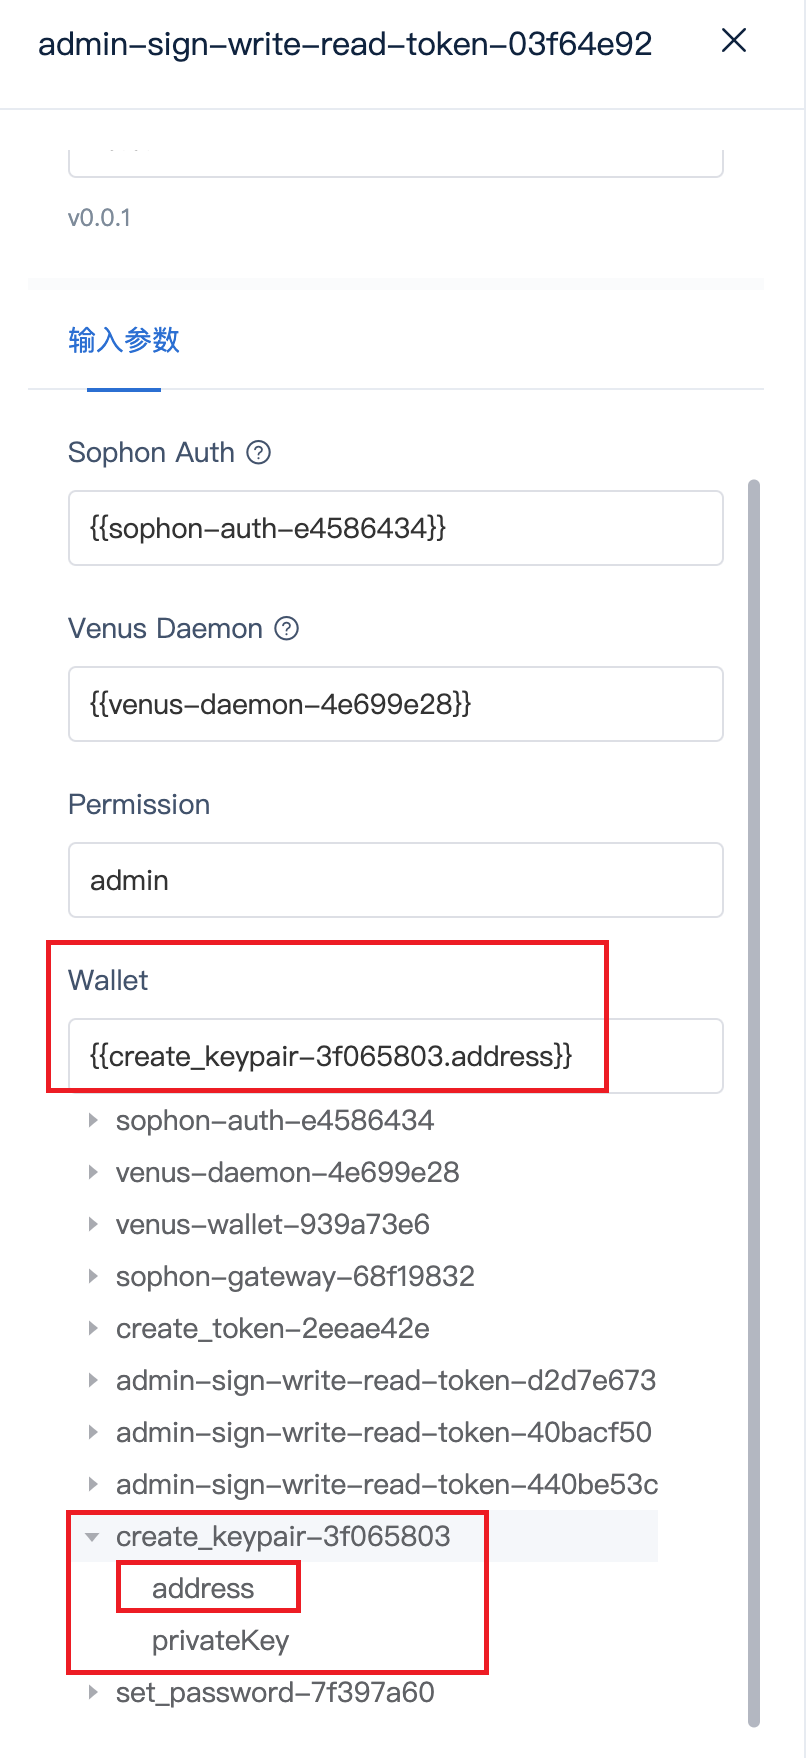 admin-sign-write-read-token-03f64e92
v0.0.1
输入参数
Sophon Auth
{{sophon-auth-e4586434}}
Venus Daemon
{{venus-daemon-4e699e28}}
Permission
admin
Wallet
{{create_keypair-3f065803.address}}
sophon-auth-e4586434
venus-daemon-4e699e28
venus-wallet-939a73e6
sophon-gateway-68f19832
create_token-2eeae42e
admin-sign-write-read-token-d2d7e673
admin-sign-write-read-token-40bacf50
admin-sign-write-read-token-440be53c
create_keypair-3f065803
address
privateKey
set_password-7f397a60